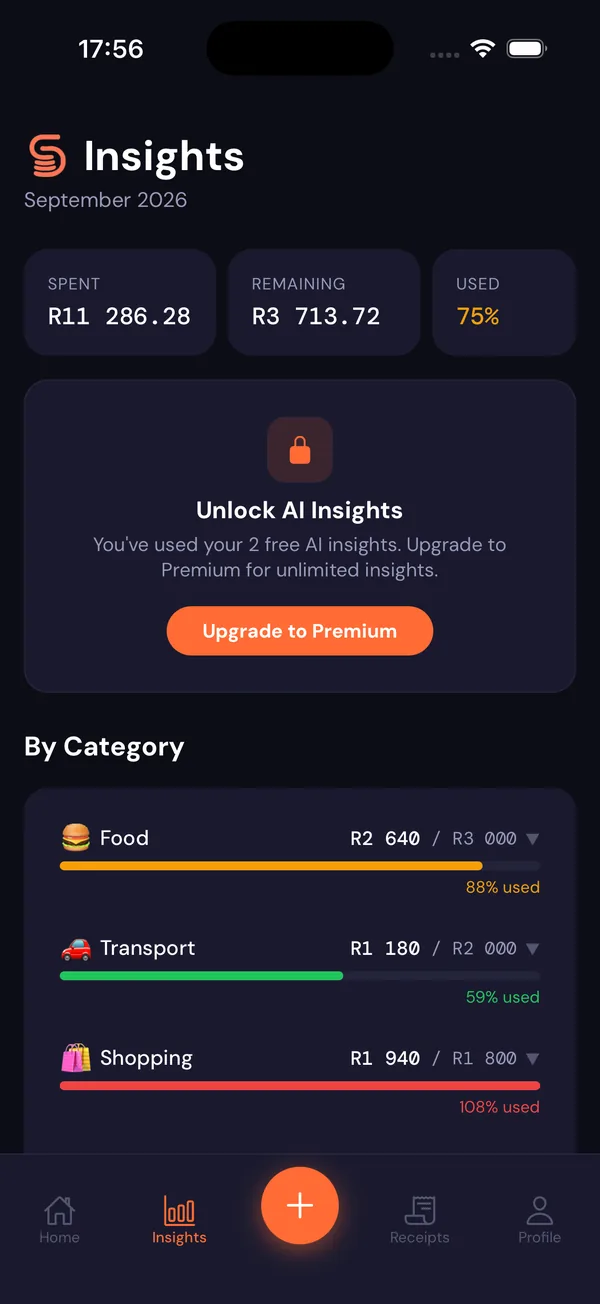 17:56
Insights
September 2026
SPENT
R11 286.28
REMAINING
R3 713.72
USED
75%
Unlock AI Insights
You've used your 2 free AI insights. Upgrade to
Premium for unlimited insights.
Upgrade to Premium
By Category
Food R2 640 / R3 000 ▼
88% used
Transport R1 180 / R2 000 ▼
59% used
Shopping R1 940 / R1 800 ▼
108% used
Home Insights Receipts Profile